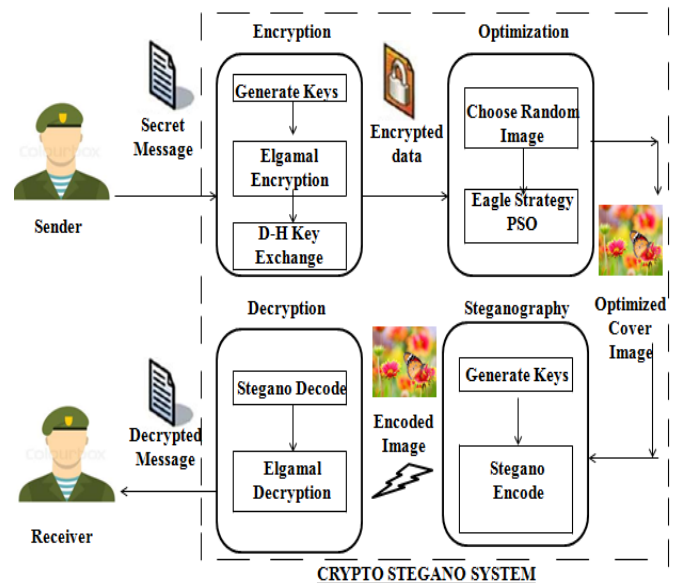 Encryption
Optimization
Secret
Message
Generate Keys
Elgamal
Encryption
D-H Key
Exchange
Encrypted
data
Choose Random
Image
Eagle Strategy
PSO
Sender
Optimized
Cover
Image
Decryption
Steganography
Stegano Decode
Elgamal
Decryption
Encoded
Image
Generate Keys
Stegano
Encode
Decrypted
Message
Receiver
CRYPTO STEGANO SYSTEM